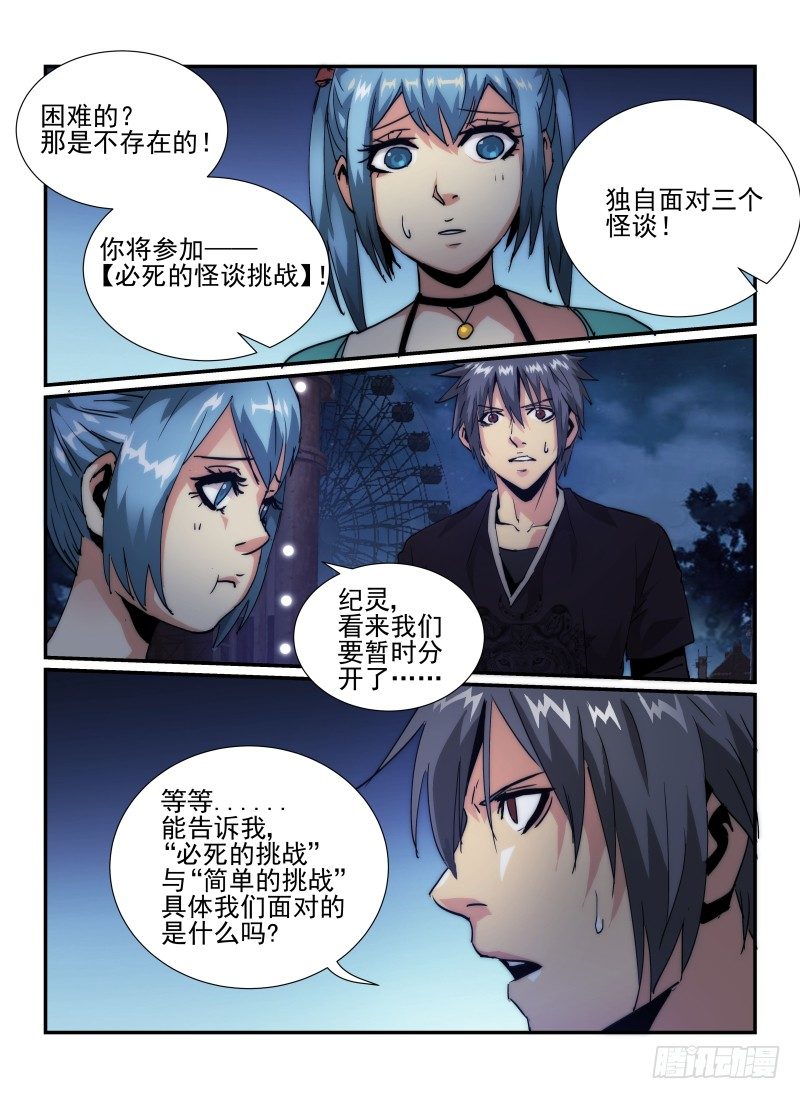 困难的？
那是不存在的！
你将参加——
【必死的怪谈挑战】！
独自面对三个
怪谈！
纪灵，
看来我们
要暂时分
开了……
等等......
能告诉我，
“必死的挑战”
与“简单的挑战”
具体我们面对的
是什么吗？
腾讯动漫